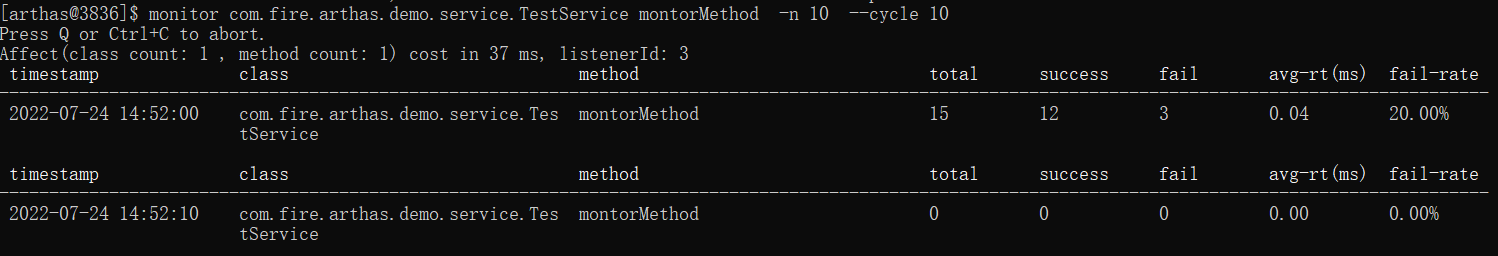 [arthas@3836]$ monitor com.fire.arthas.demo.service.TestService montorMethod  -n 10  --cycle 10
Press Q or Ctrl+C to abort.
Affect(class count: 1 , method count: 1) cost in 37 ms, listenerId: 3
timestamp class method total success fail avg-rt(ms) fail-rate
2022-07-24 14:52:00 com.fire.arthas.demo.service.Tes montorMethod 15 12 3 0.04 20.00%
tService
timestamp class method total success fail avg-rt(ms) fail-rate
2022-07-24 14:52:10 com.fire.arthas.demo.service.Tes montorMethod 0 0 0 0.00 0.00%
tService